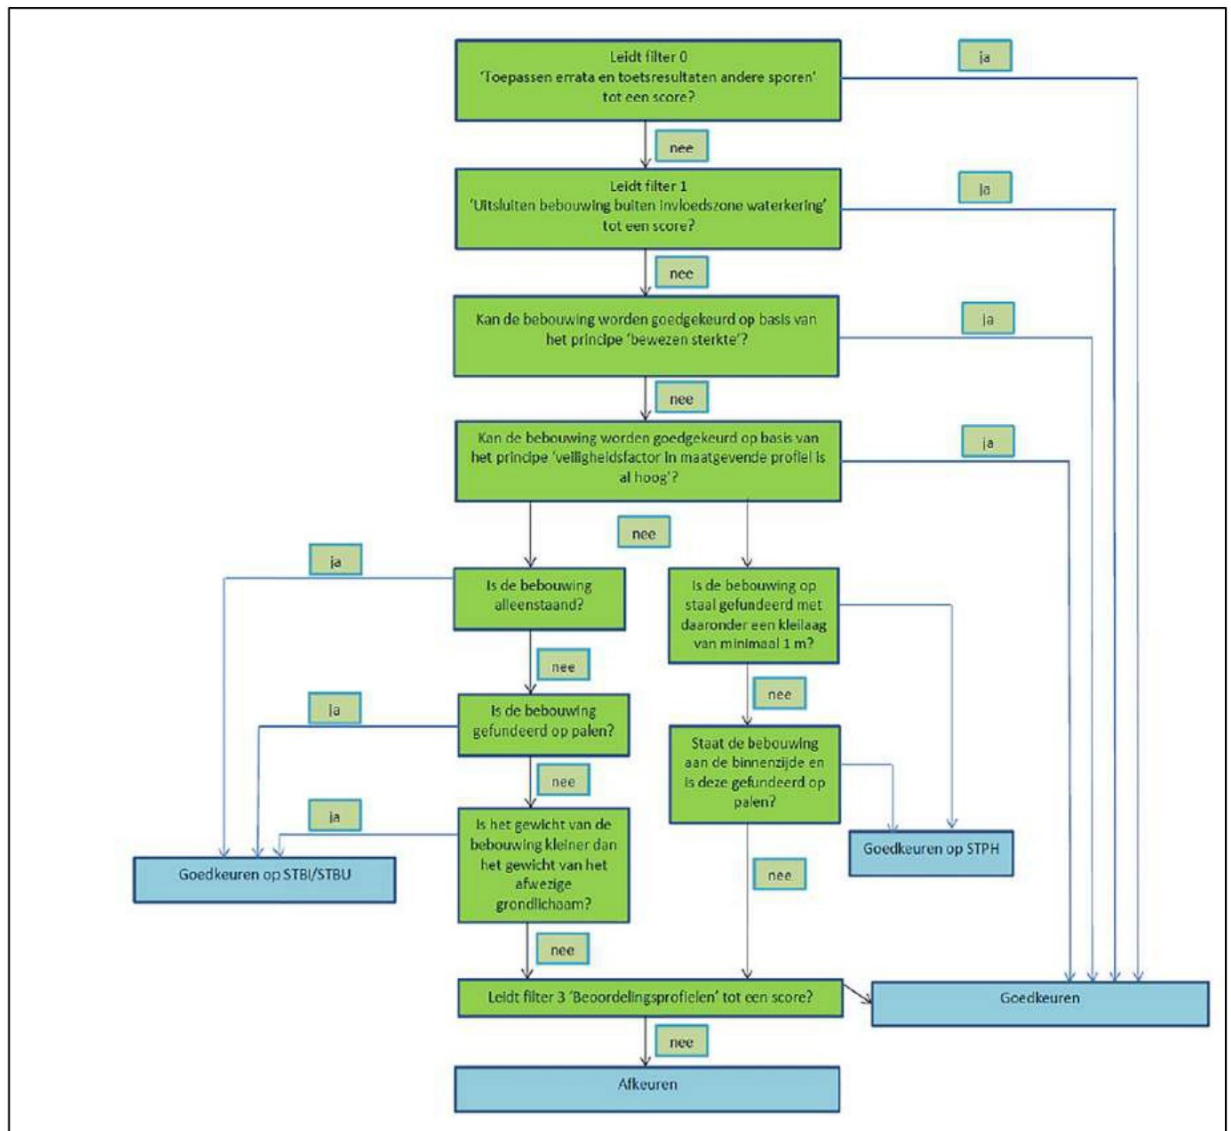 Leidt filter 0
'Toepassen errata en toetsresultaten andere sporen'
tot een score?
ja
nee
Leidt filter 1
'Uitsluiten bebouwing buiten invloedszone waterkering'
tot een score?
ja
nee
Kan de bebouwing worden goedgekeurd op basis van
het principe 'bewezen sterkte'?
ja
nee
Kan de bebouwing worden goedgekeurd op basis van
het principe 'veiligheidsfactor in maatgevende profiel is
al hoog'?
ja
nee
ja
Is de bebouwing
alleenstaand?
Is de bebouwing op
staal gefundeerd met
daaronder een kleilaag
van minimaal 1 m?
nee
nee
ja
Is de bebouwing
gefundeerd op palen?
Staat de bebouwing
aan de binnenzijde en
is deze gefundeerd op
palen?
nee
ja
Is het gewicht van de
bebouwing kleiner dan
het gewicht van het
afwezige
grondlichaam?
Goedkeuren op STBI/STBU
Goedkeuren op STPH
nee
nee
Leidt filter 3 'Beoordelingsprofielen' tot een score?
Goedkeuren
nee
Afkeuren